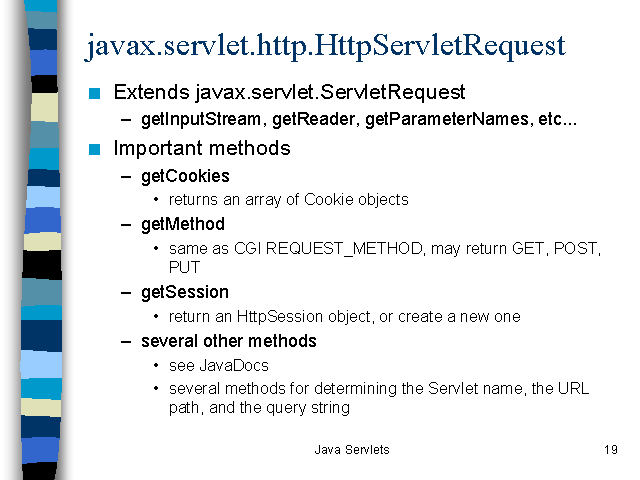 javax.servlet.http.HttpServletRequest
Extends javax.servlet.ServletRequest
– getInputStream, getReader, getParameterNames, etc...
Important methods
– getCookies
• returns an array of Cookie objects
– getMethod
• same as CGI REQUEST_METHOD, may return GET, POST,
PUT
– getSession
• return an HttpSession object, or create a new one
– several other methods
• see JavaDocs
• several methods for determining the Servlet name, the URL
path, and the query string
Java Servlets
19